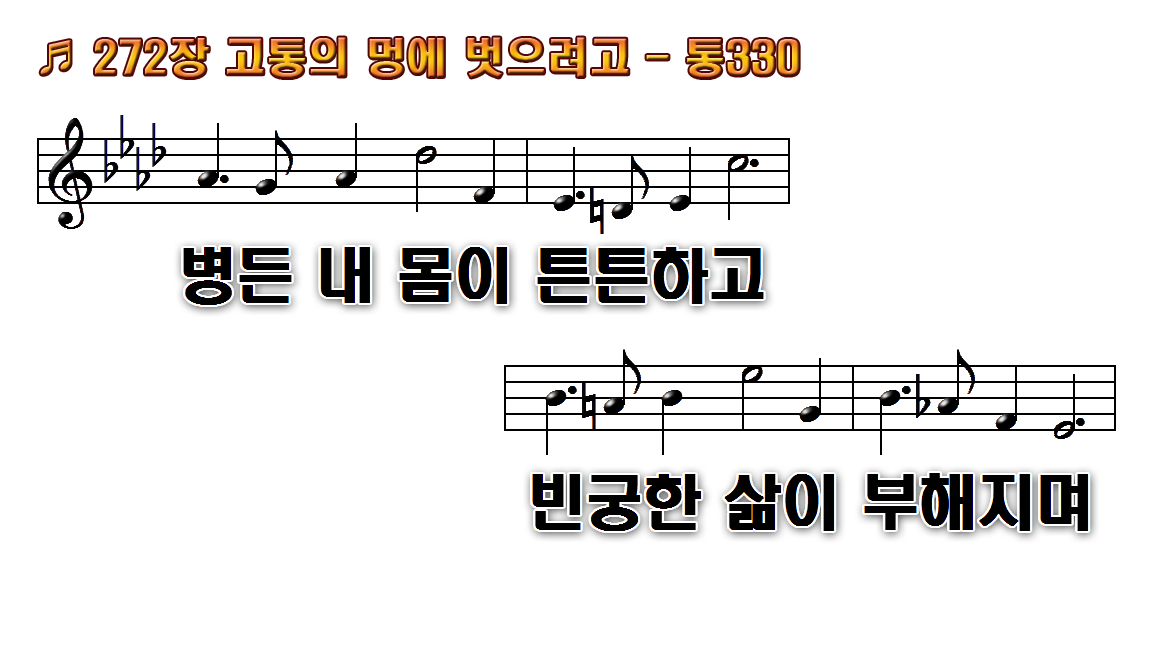 ♬ 272장 고통의 멍에 벗으려고 - 통330
병든 내 몸이 튼튼하고
빈궁한 삶이 부해지며